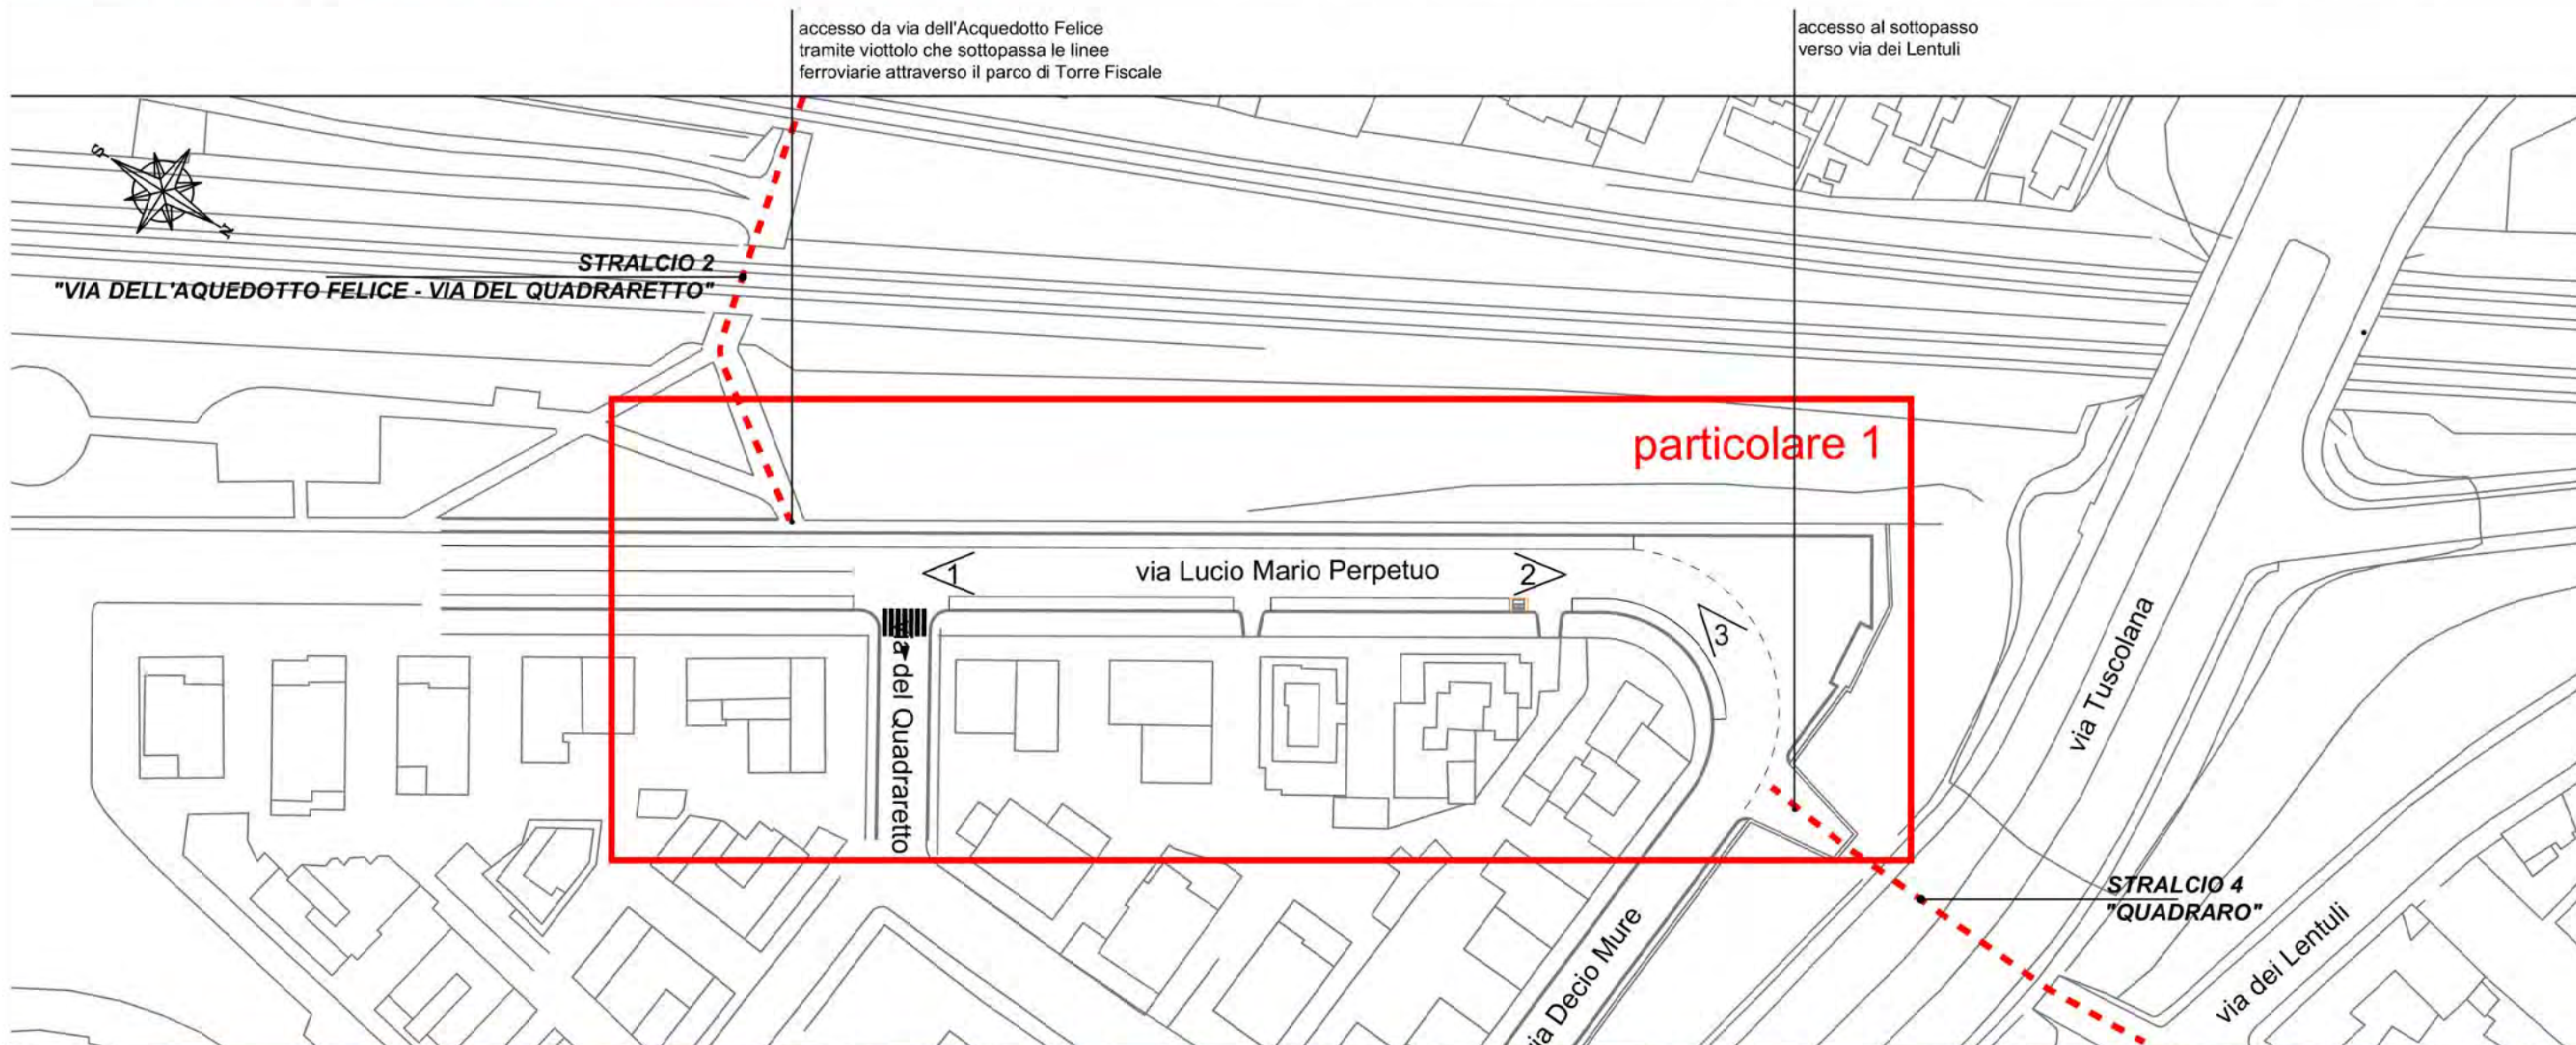 accesso da via dell'Acquedotto Felice
tramite viottolo che sottopassa le linee
ferroviarie attraverso il parco di Torre Fiscale
accesso al sottopasso
verso via dei Lentuli
S
N
STRALCIO 2
"VIA DELL'AQUEDOTTO FELICE - VIA DEL QUADRARETTO"
particolare 1
1
via Lucio Mario Perpetuo
2
3
via del Quadraretto
via Tuscolana
STRALCIO 4
"QUADRARO"
via dei Lentuli
via Decio Mure